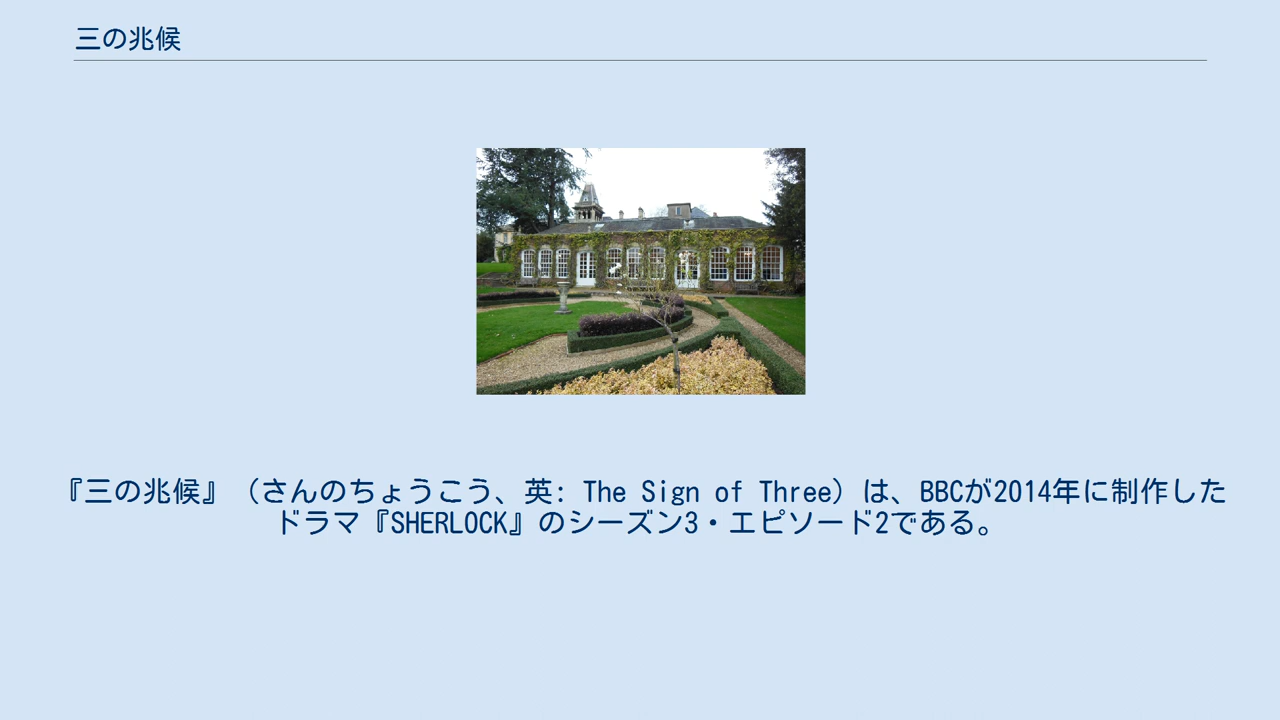 三の兆候
『三の兆候』（さんのちょうこう、英: The Sign of Three）は、BBCが2014年に制作した
ドラマ『SHERLOCK』のシーズン3・エピソード2である。